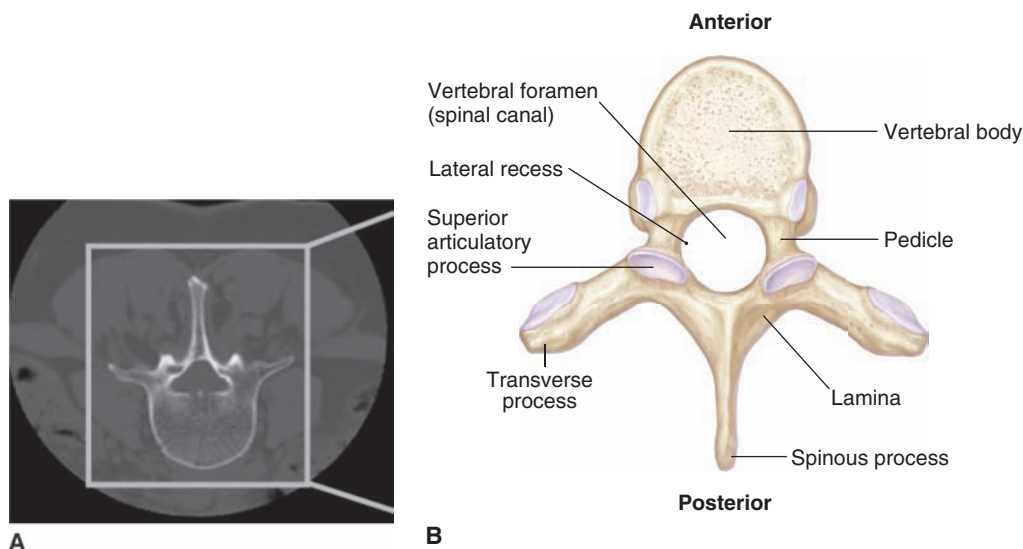 Anterior
Vertebral foramen
(spinal canal)
Vertebral body
Lateral recess
Superior
articulatory
process
Pedicle
Transverse
process
Lamina
Spinous process
Posterior
A
B